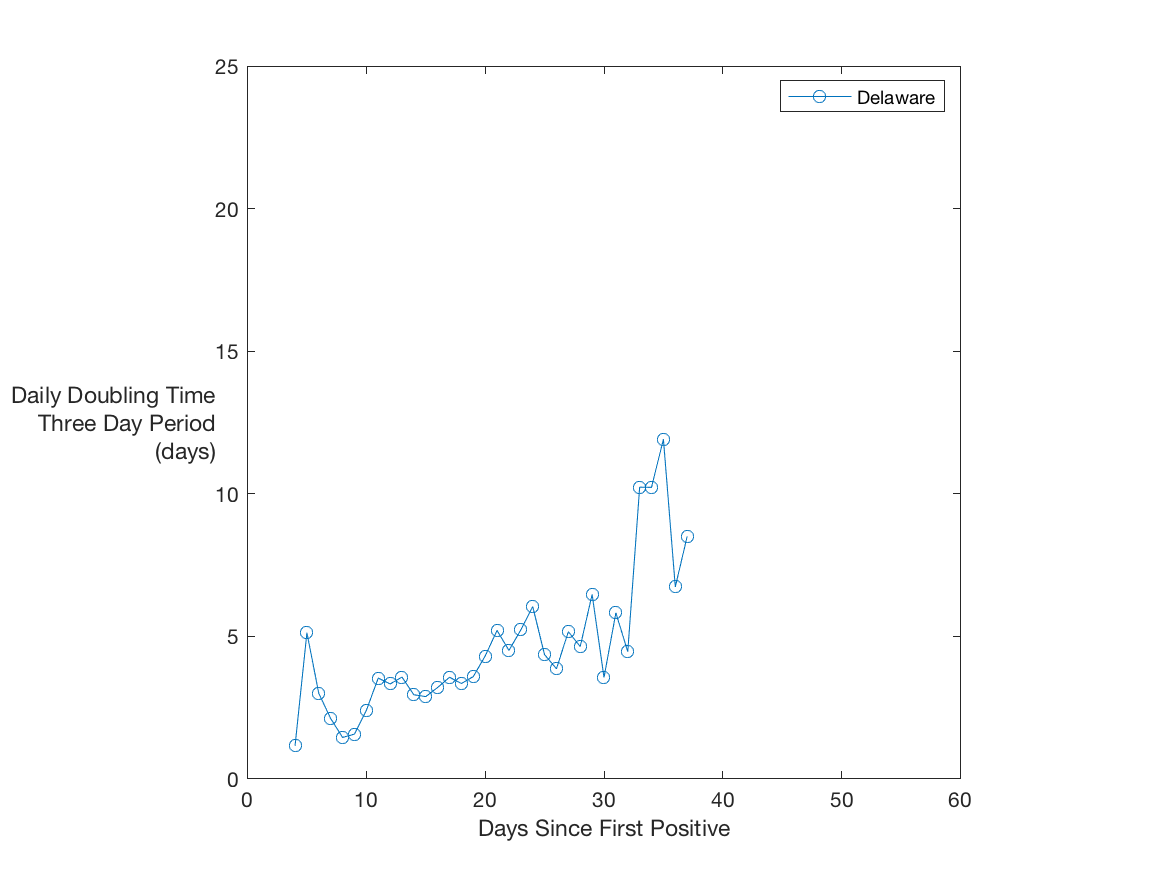 25
Delaware
20
15
Daily Doubling Time
Three Day Period
(days)
10
5
0
0 10 20 30 40 50 60
Days Since First Positive